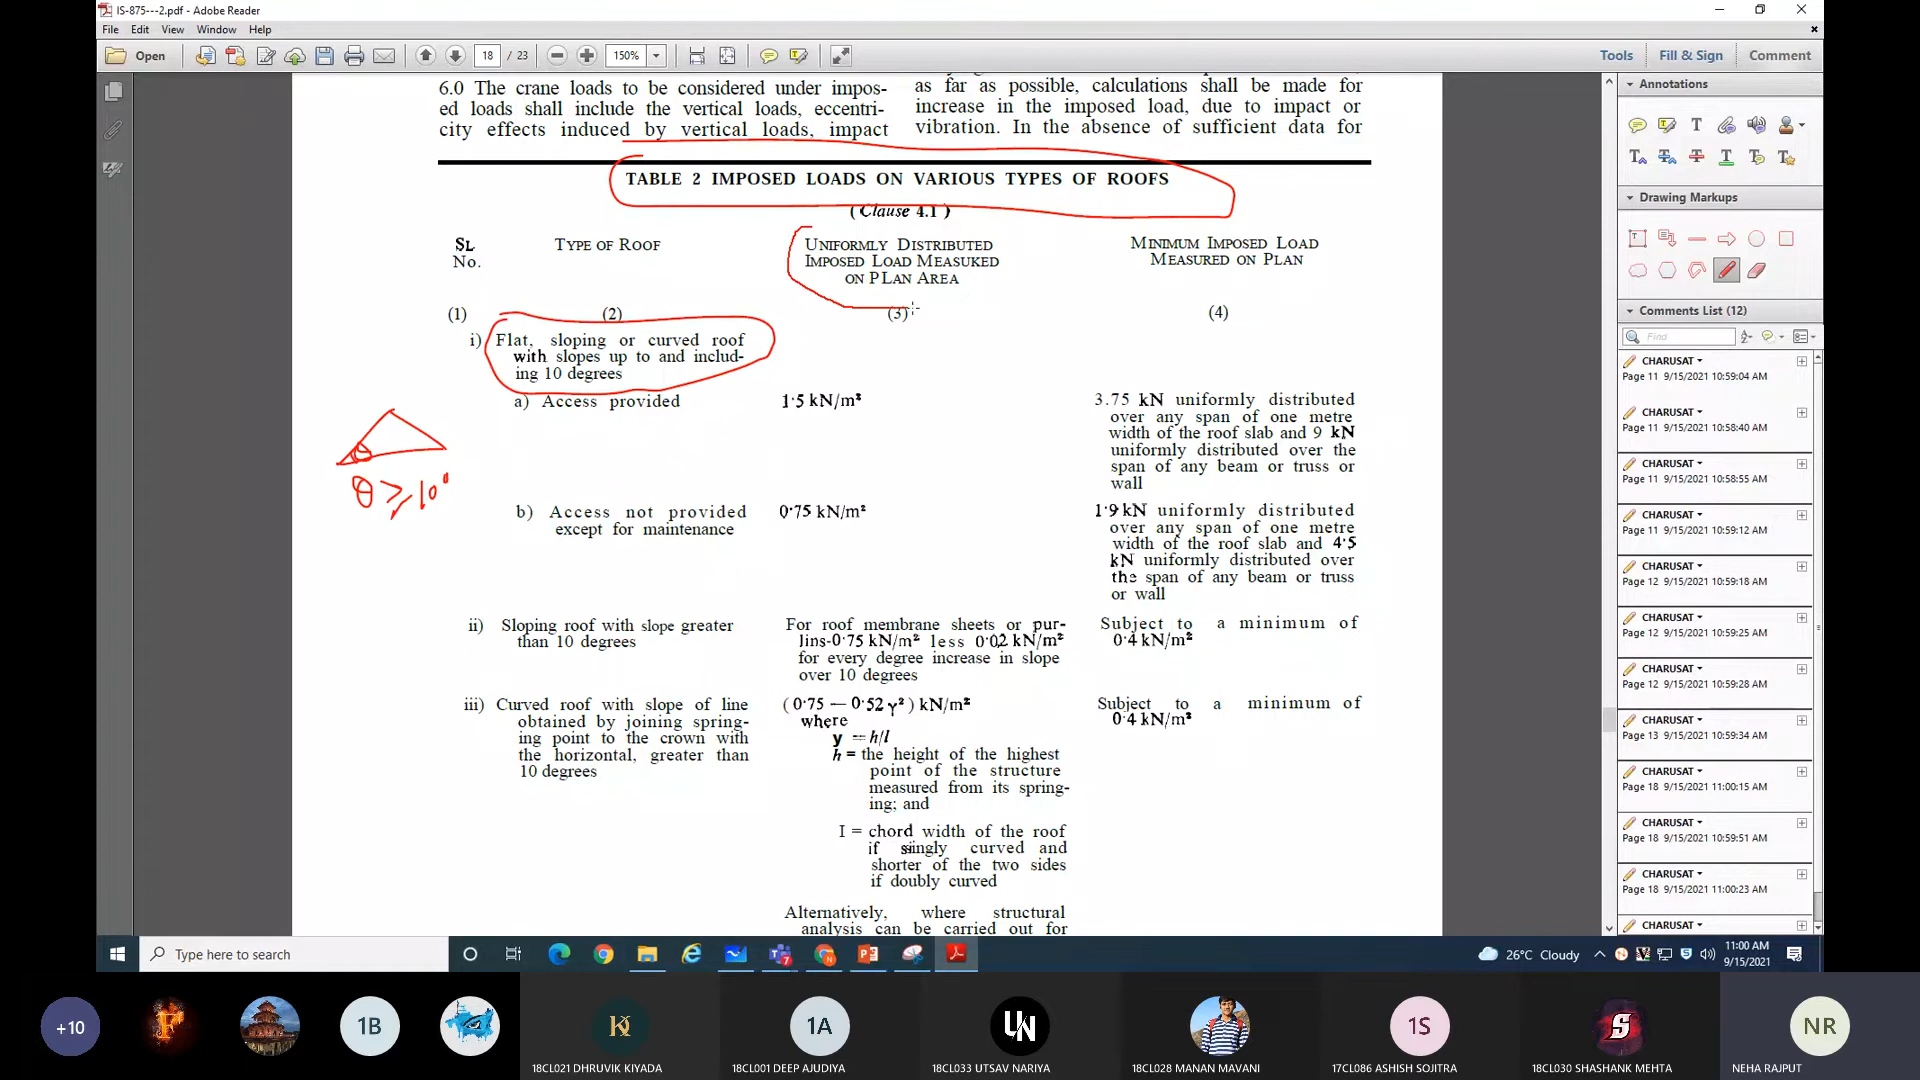 IS-875---2.pdf - Adobe Reader
File Edit View Window Help
Open 18 / 23 150% Tools Fill & Sign Comment
6.0 The crane loads to be considered under impos-
ed loads shall include the vertical loads, eccentri-
city effects induced by vertical loads, impact
as far as possible, calculations shall be made for
increase in the imposed load, due to impact or
vibration. In the absence of sufficient data for
TABLE 2 IMPOSED LOADS ON VARIOUS TYPES OF ROOFS
( Clause 4.1 )
SL
No.
TYPE OF ROOF
UNIFORMLY DISTRIBUTED
IMPOSED LOAD MEASUKED
ON PLAN AREA
MINIMUM IMPOSED LOAD
MEASURED ON PLAN
(1) (2) (3) (4)
i) Flat, sloping or curved roof
with slopes up to and includ-
ing 10 degrees
a) Access provided
1·5 kN/m²
3.75 kN uniformly distributed
over any span of one metre
width of the roof slab and 9 kN
uniformly distributed over the
span of any beam or truss or
wall
θ ≥ 10°
b) Access not provided
except for maintenance
0·75 kN/m²
1·9 kN uniformly distributed
over any span of one metre
width of the roof slab and 4·5
kN uniformly distributed over
the span of any beam or truss
or wall
ii) Sloping roof with slope greater
than 10 degrees
For roof membrane sheets or pur-
lins-0·75 kN/m² less 0·02 kN/m²
for every degree increase in slope
over 10 degrees
Subject to a minimum of
0·4 kN/m²
iii) Curved roof with slope of line
obtained by joining spring-
ing point to the crown with
the horizontal, greater than
10 degrees
( 0·75 — 0·52 γ² ) kN/m²
where
y = h/l
h = the height of the highest
point of the structure
measured from its spring-
ing; and
I = chord width of the roof
if singly curved and
shorter of the two sides
if doubly curved
Alternatively, where structural
analysis can be carried out for
Subject to a minimum of
0·4 kN/m²
Annotations
Drawing Markups
Comments List (12)
Find
CHARUSAT
Page 11 9/15/2021 10:59:04 AM
CHARUSAT
Page 11 9/15/2021 10:58:40 AM
CHARUSAT
Page 11 9/15/2021 10:58:55 AM
CHARUSAT
Page 11 9/15/2021 10:59:12 AM
CHARUSAT
Page 12 9/15/2021 10:59:18 AM
CHARUSAT
Page 12 9/15/2021 10:59:25 AM
CHARUSAT
Page 12 9/15/2021 10:59:28 AM
CHARUSAT
Page 13 9/15/2021 10:59:34 AM
CHARUSAT
Page 18 9/15/2021 11:00:15 AM
CHARUSAT
Page 18 9/15/2021 10:59:51 AM
CHARUSAT
Page 18 9/15/2021 11:00:23 AM
CHARUSAT
Type here to search
26°C Cloudy
11:00 AM
9/15/2021
+10
1B
1A
UN
1S
NR
18CL021 DHRUVIK KIYADA
18CL001 DEEP AJUDIYA
18CL033 UTSAV NARIYA
18CL028 MANAN MAVANI
17CL086 ASHISH SOJITRA
18CL030 SHASHANK MEHTA
NEHA RAJPUT